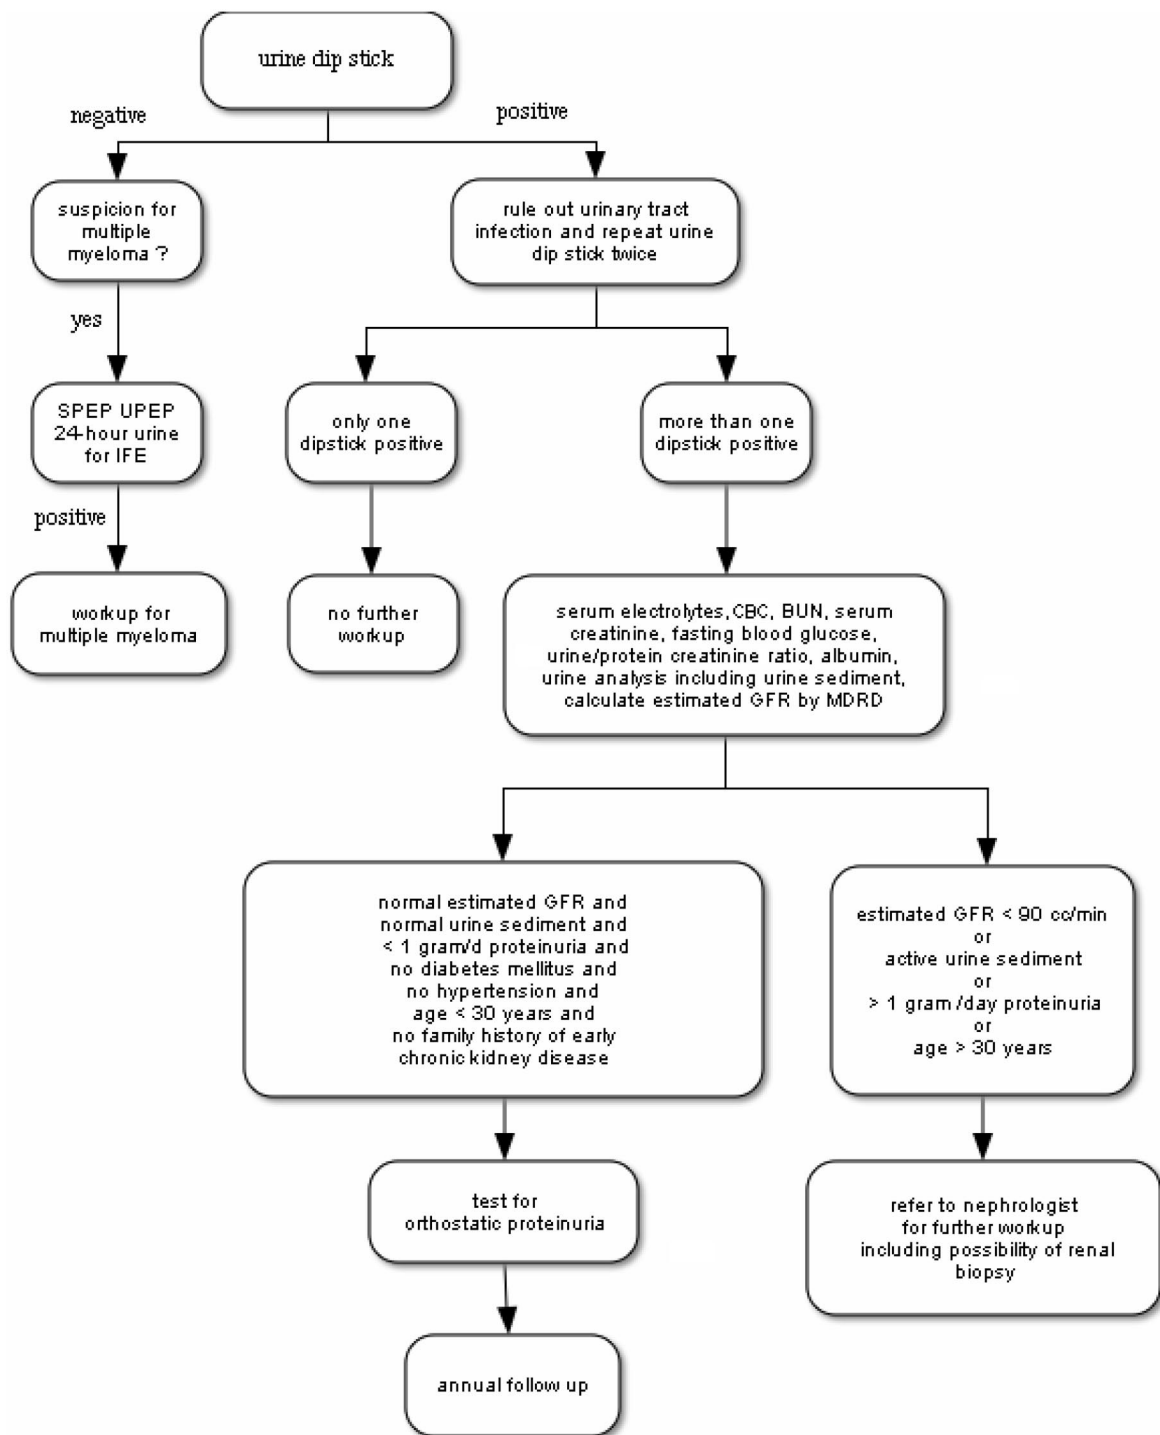 urine dip stick
negative
positive
suspicion for
multiple
myeloma ?
rule out urinary tract
infection and repeat urine
dip stick twice
yes
SPEP UPEP
24-hour urine
for IFE
only one
dipstick positive
more than one
dipstick positive
positive
workup for
multiple myeloma
no further
workup
serum electrolytes, CBC, BUN, serum
creatinine, fasting blood glucose,
urine/protein creatinine ratio, albumin,
urine analysis including urine sediment,
calculate estimated GFR by MDRD
normal estimated GFR and
normal urine sediment and
< 1 gram/d proteinuria and
no diabetes mellitus and
no hypertension and
age < 30 years and
no family history of early
chronic kidney disease
estimated GFR < 90 cc/min
or
active urine sediment
or
> 1 gram /day proteinuria
or
age > 30 years
test for
orthostatic proteinuria
refer to nephrologist
for further workup
including possibility of renal
biopsy
annual follow up